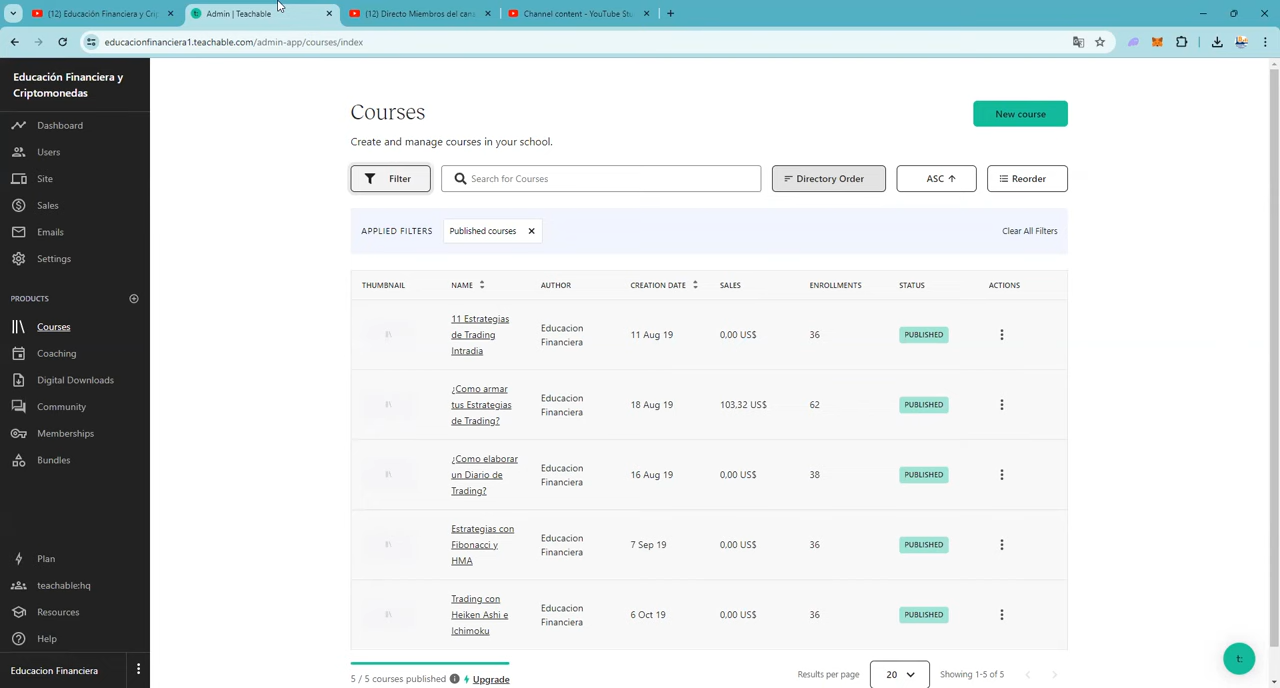 (12) Educación Financiera y Crip
Admin | Teachable
(12) Directo Miembros del cana
Channel content - YouTube Stu
educacionfinanciera1.teachable.com/admin-app/courses/index
Educación Financiera y
Criptomonedas
Dashboard
Users
Site
Sales
Emails
Settings
PRODUCTS
Courses
Coaching
Digital Downloads
Community
Memberships
Bundles
Plan
teachable:hq
Resources
Help
Educacion Financiera
Courses
New course
Create and manage courses in your school.
Filter
Search for Courses
Directory Order
ASC
Reorder
APPLIED FILTERS
Published courses
Clear All Filters
THUMBNAIL NAME AUTHOR CREATION DATE SALES ENROLLMENTS STATUS ACTIONS
11 Estrategias
de Trading
Intradia
Educacion
Financiera
11 Aug 19
0,00 US$
36
PUBLISHED
¿Como armar
tus Estrategias
de Trading?
Educacion
Financiera
18 Aug 19
103,32 US$
62
PUBLISHED
¿Como elaborar
un Diario de
Trading?
Educacion
Financiera
16 Aug 19
0,00 US$
38
PUBLISHED
Estrategias con
Fibonacci y
HMA
Educacion
Financiera
7 Sep 19
0,00 US$
36
PUBLISHED
Trading con
Heiken Ashi e
Ichimoku
Educacion
Financiera
6 Oct 19
0,00 US$
36
PUBLISHED
5 / 5 courses published
Upgrade
Results per page
20
Showing 1-5 of 5
t: